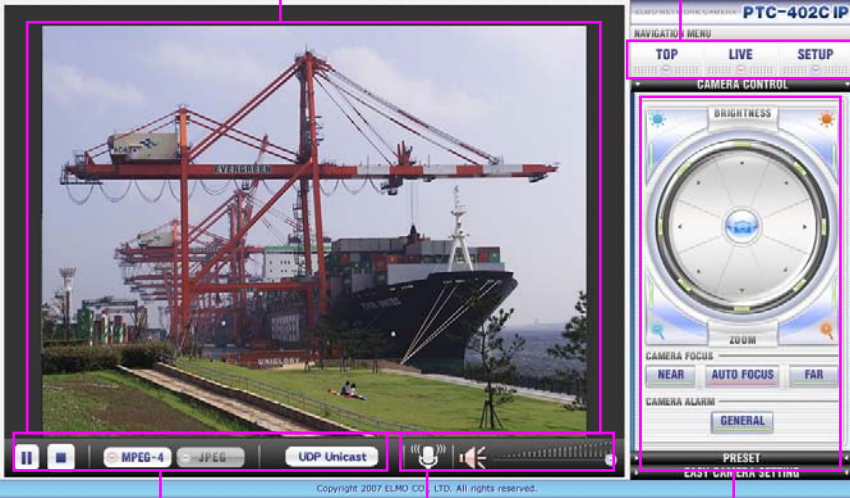 ELMO NETWORK CAMERA PTC-402C IP
NAVIGATION MENU
TOP LIVE SETUP
CAMERA CONTROL
BRIGHTNESS
EVERGREEN
UNIGLORY
ZOOM
CAMERA FOCUS
NEAR AUTO FOCUS FAR
CAMERA ALARM
GENERAL
MPEG-4 JPEG UDP Unicast
PRESET
EASY CAMERA SETTING
Copyright 2007 ELMO CO., LTD. All rights reserved.